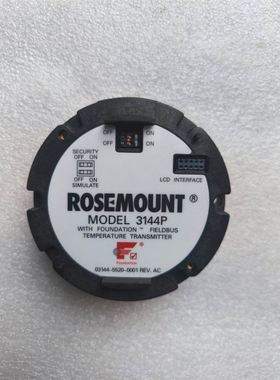 OFF ON
OFF ON
SECURITY
OFF ON
OFF ON
SIMULATE
LCD INTERFACE
ROSEMOUNT®
MODEL 3144P
WITH FOUNDATION™ FIELDBUS
TEMPERATURE TRANSMITTER
F
FOUNDATION
03144-5520-0001 REV. AC